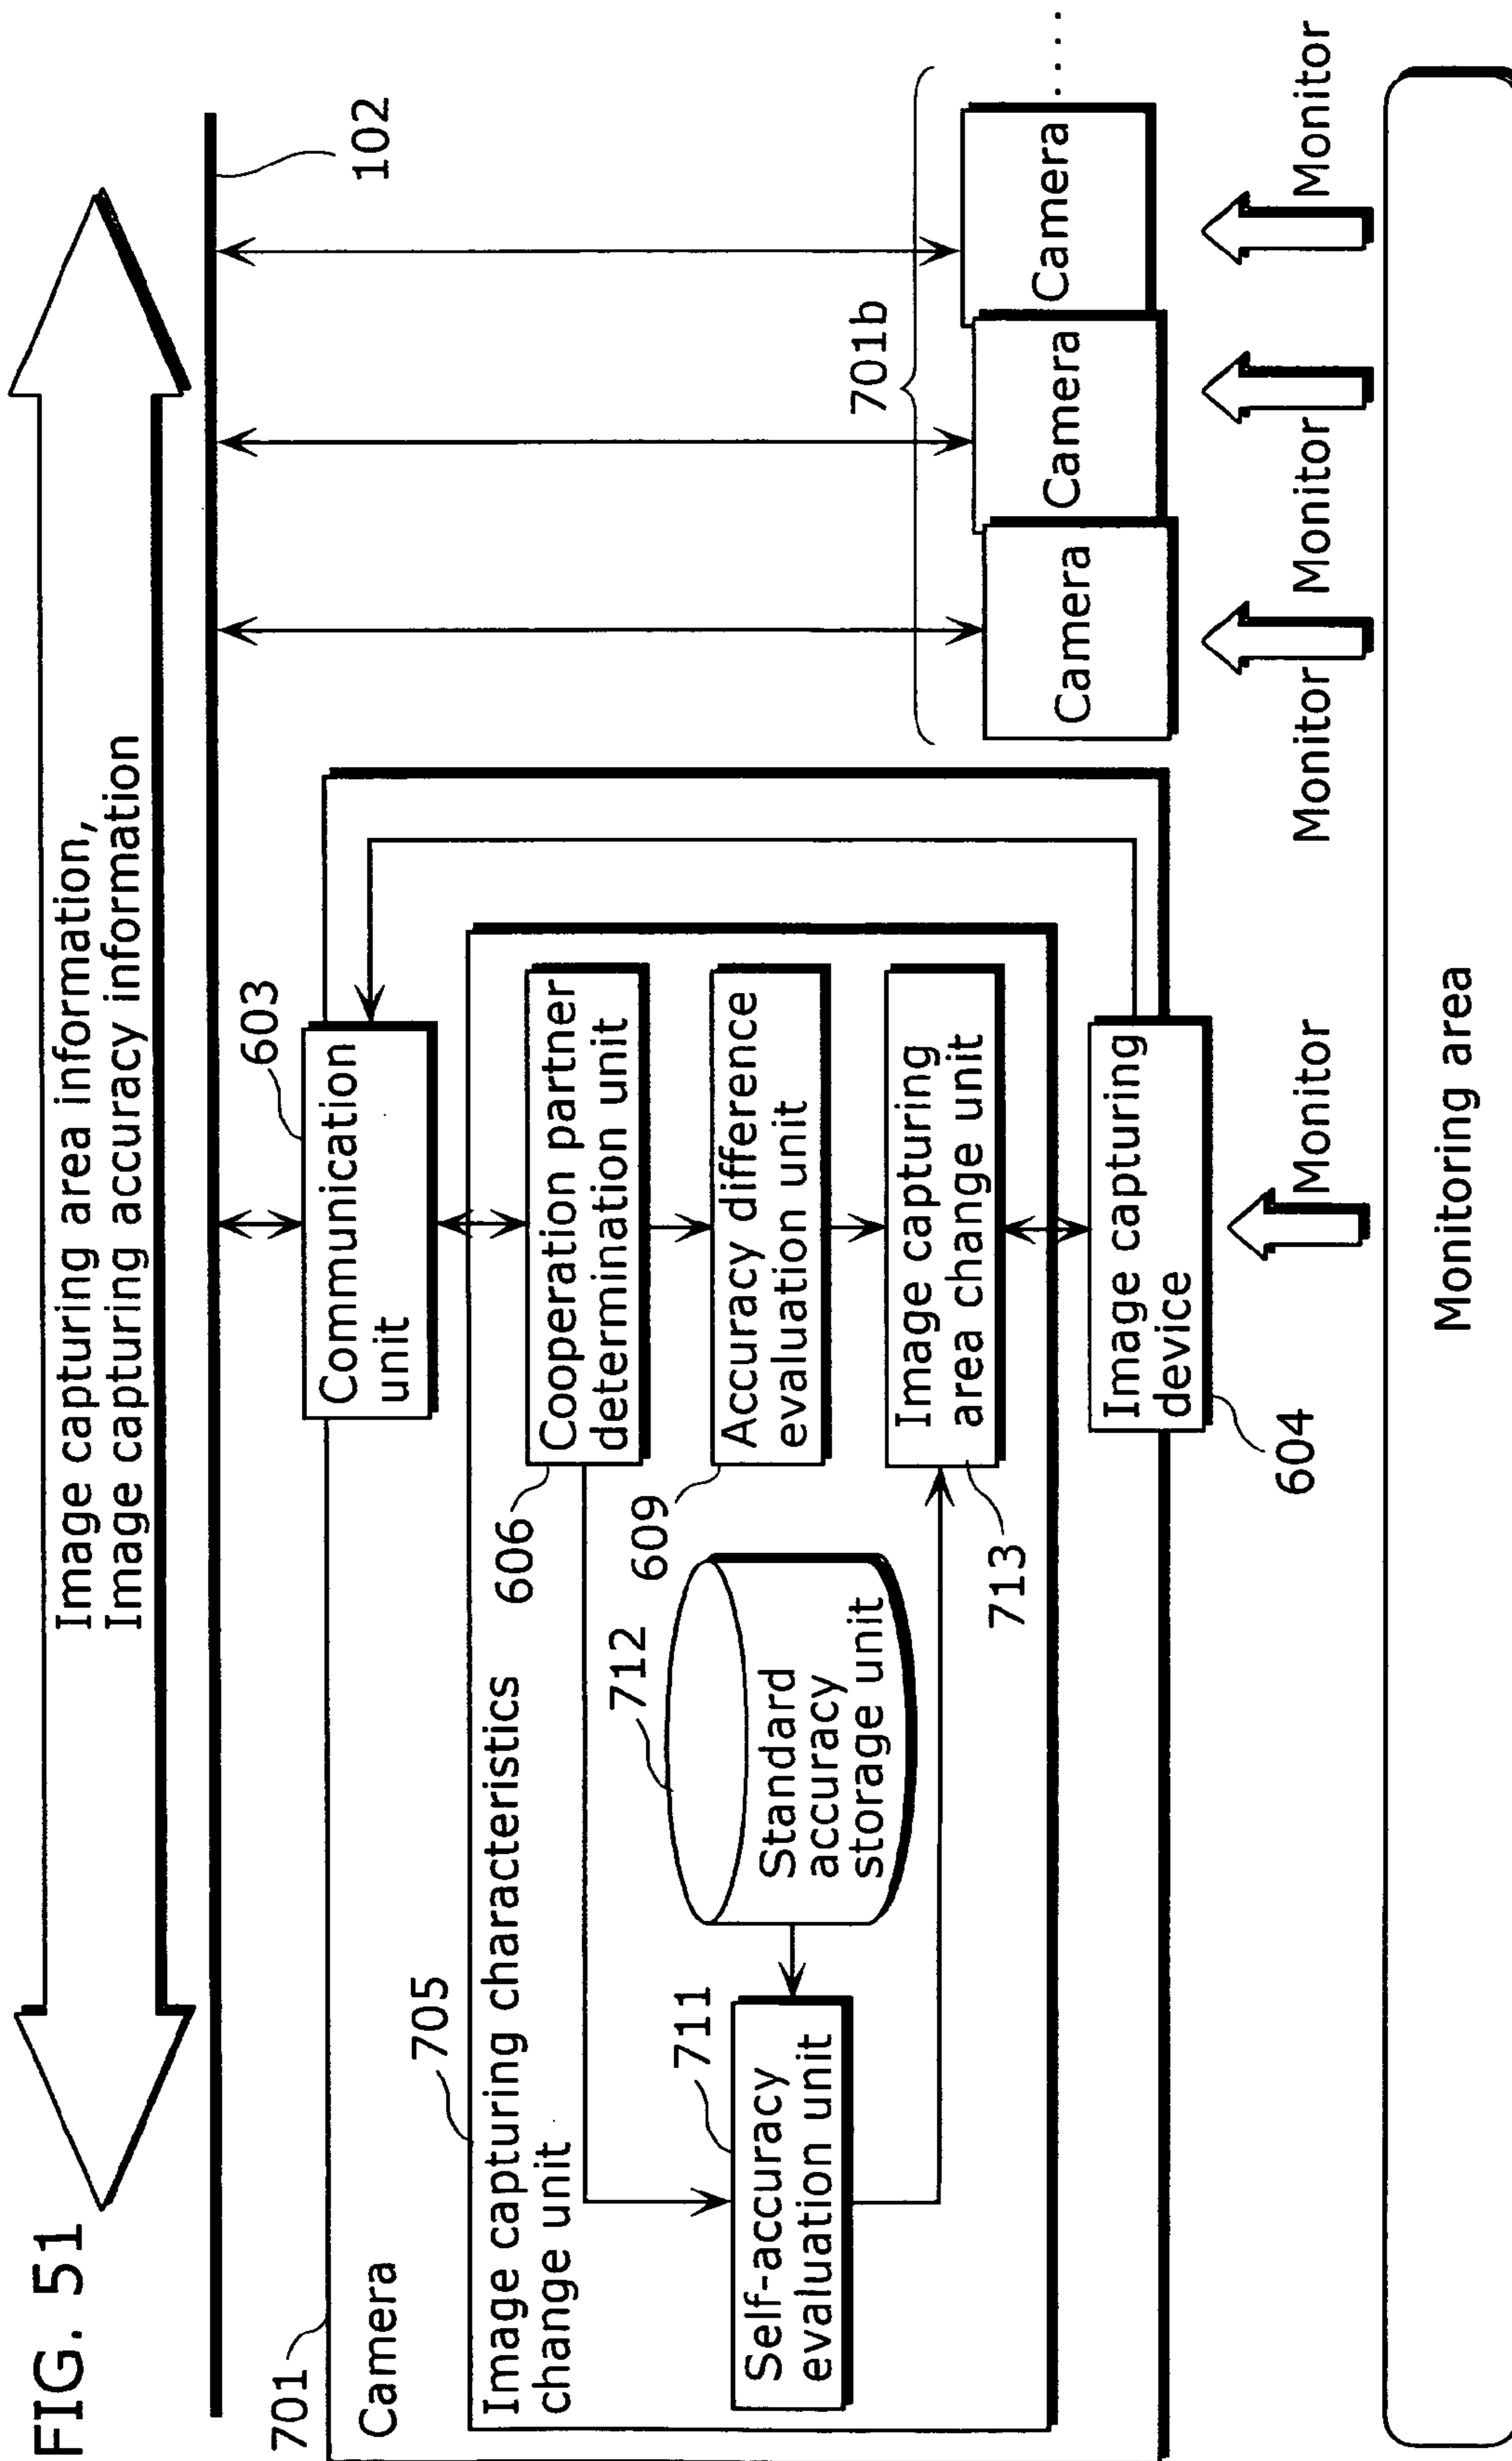 FIG. 51
Image capturing area information,
Image capturing accuracy information
102
701
Camera
603
Communication
unit
705
Image capturing characteristics
change unit
606
Cooperation partner
determination unit
609
Accuracy difference
evaluation unit
712
Standard
accuracy
storage unit
711
Self-accuracy
evaluation unit
713
Image capturing
area change unit
604
Image capturing
device
701b
Camera
Camera
Camera
.....
Monitor
Monitor
Monitor
Monitor
Monitoring area